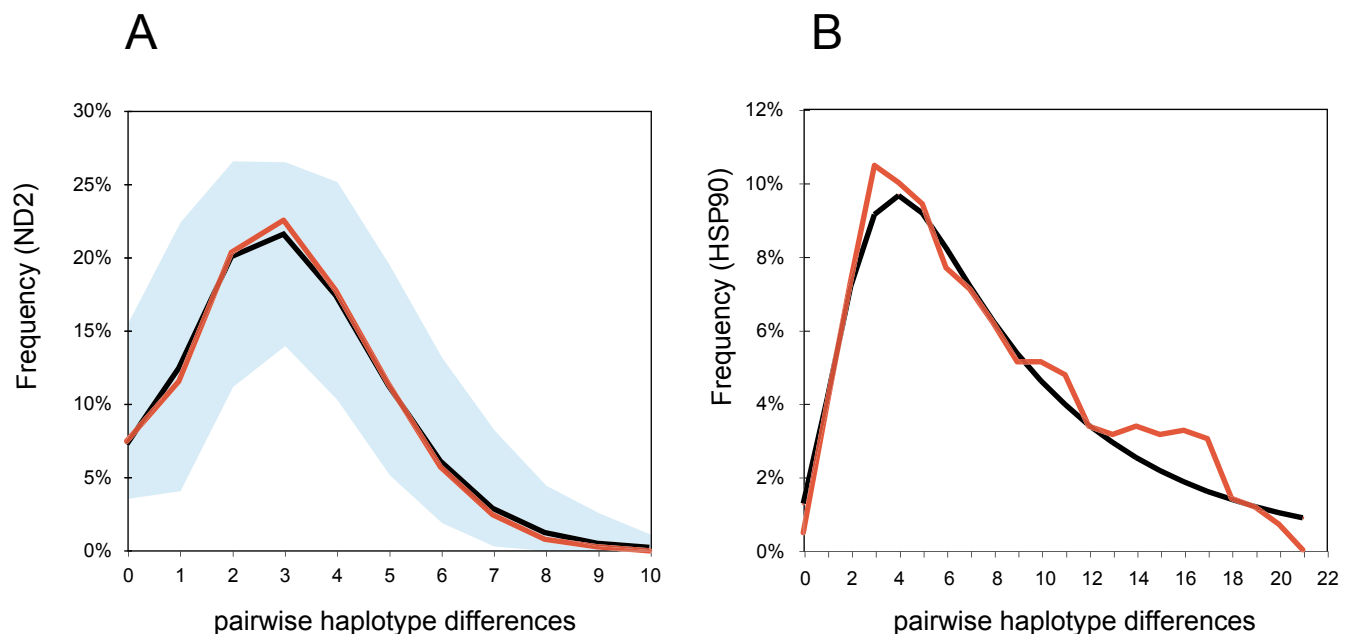 A
30%
25%
20%
15%
10%
5%
0%
Frequency (ND2)
0 1 2 3 4 5 6 7 8 9 10
pairwise haplotype differences
B
12%
10%
8%
6%
4%
2%
0%
Frequency (HSP90)
0 2 4 6 8 10 12 14 16 18 20 22
pairwise haplotype differences